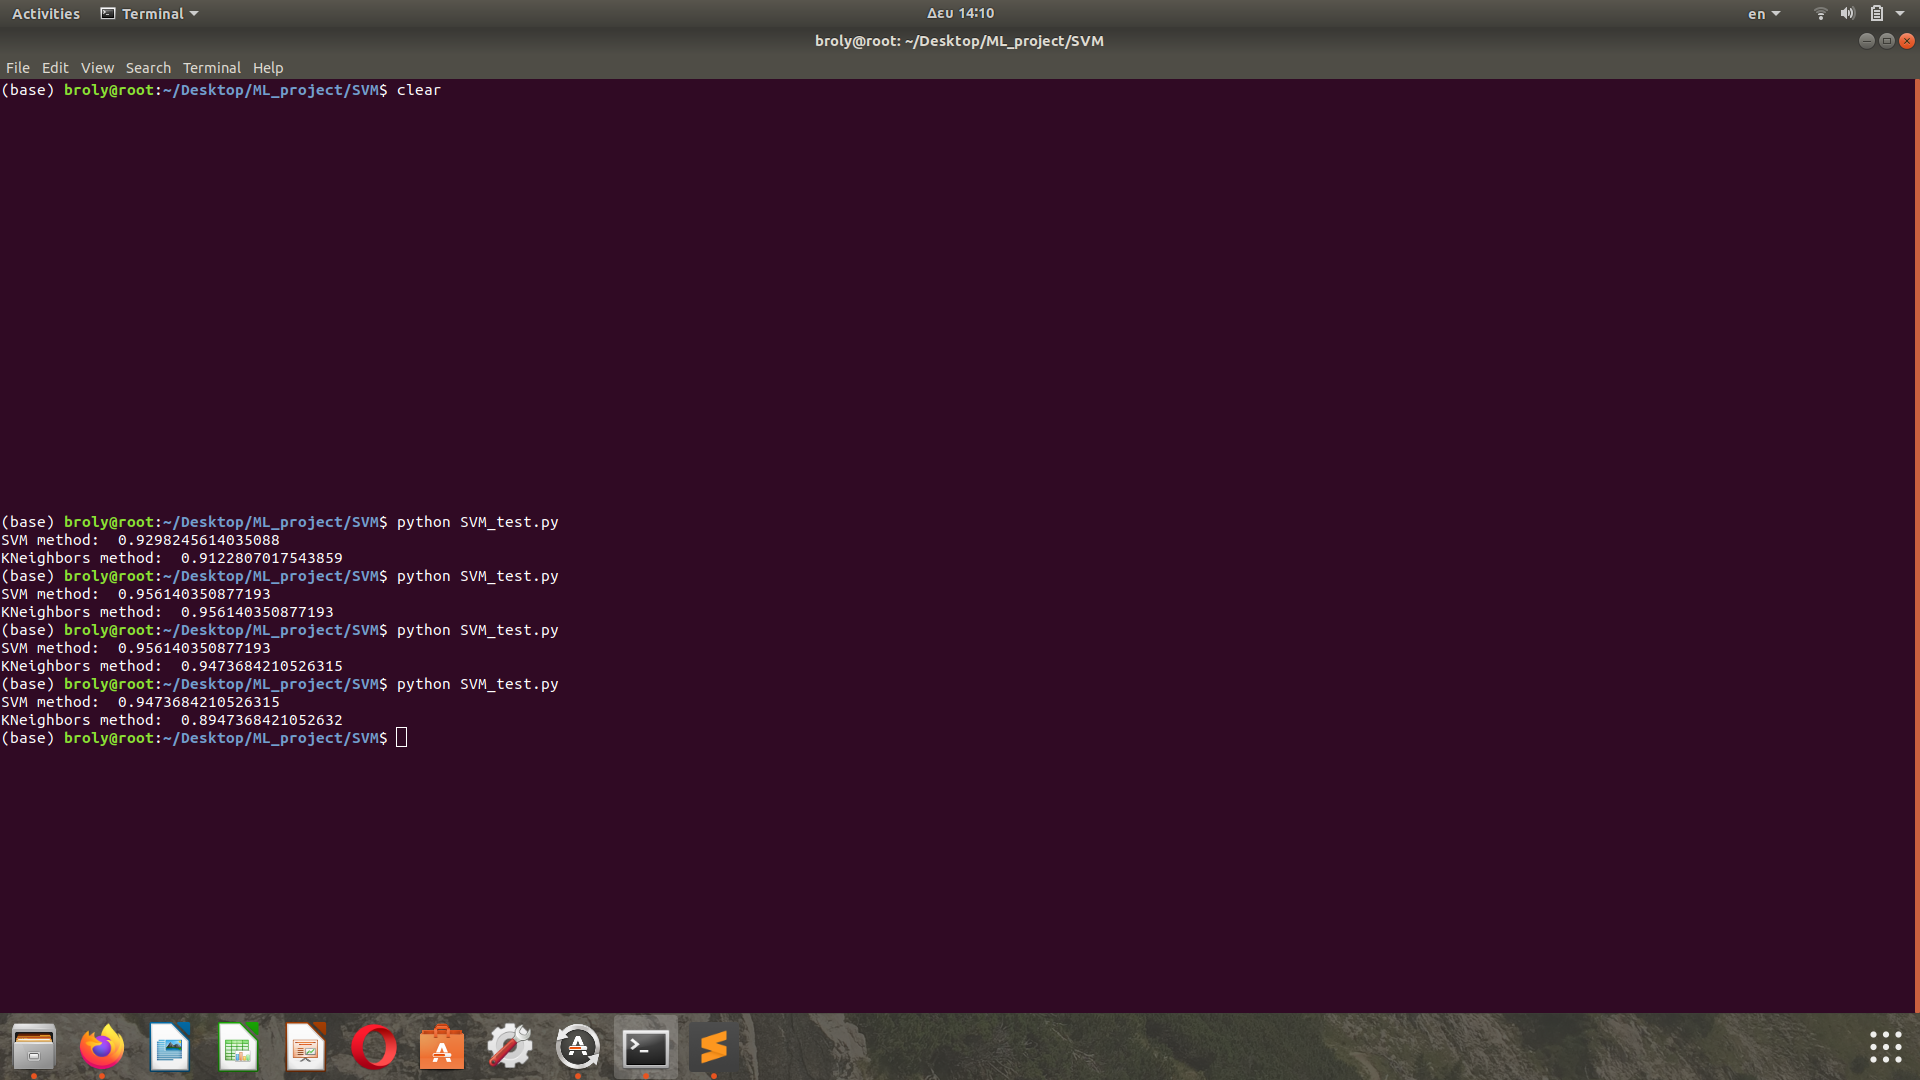 Activities Terminal Δευ 14:10 en
broly@root: ~/Desktop/ML_project/SVM
File Edit View Search Terminal Help
(base) broly@root:~/Desktop/ML_project/SVM$ clear
(base) broly@root:~/Desktop/ML_project/SVM$ python SVM_test.py
SVM method:  0.9298245614035088
KNeighbors method:  0.9122807017543859
(base) broly@root:~/Desktop/ML_project/SVM$ python SVM_test.py
SVM method:  0.956140350877193
KNeighbors method:  0.956140350877193
(base) broly@root:~/Desktop/ML_project/SVM$ python SVM_test.py
SVM method:  0.956140350877193
KNeighbors method:  0.9473684210526315
(base) broly@root:~/Desktop/ML_project/SVM$ python SVM_test.py
SVM method:  0.9473684210526315
KNeighbors method:  0.8947368421052632
(base) broly@root:~/Desktop/ML_project/SVM$